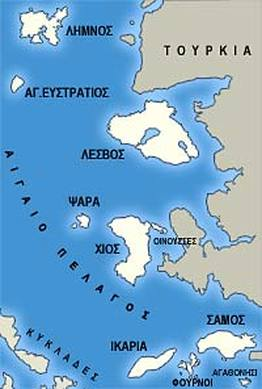 ΛΗΜΝΟΣ
ΤΟΥΡΚΙΑ
ΑΓ.ΕΥΣΤΡΑΤΙΟΣ
ΛΕΣΒΟΣ
ΑΙΓΑΙΟ ΠΕΛΑΓΟΣ
ΨΑΡΑ
ΧΙΟΣ
ΟΙΝΟΥΣΣΕΣ
ΣΑΜΟΣ
ΚΥΚΛΑΔΕΣ
ΙΚΑΡΙΑ
ΑΓΑΘΟΝΗΣΙ
ΦΟΥΡΝΟΙ